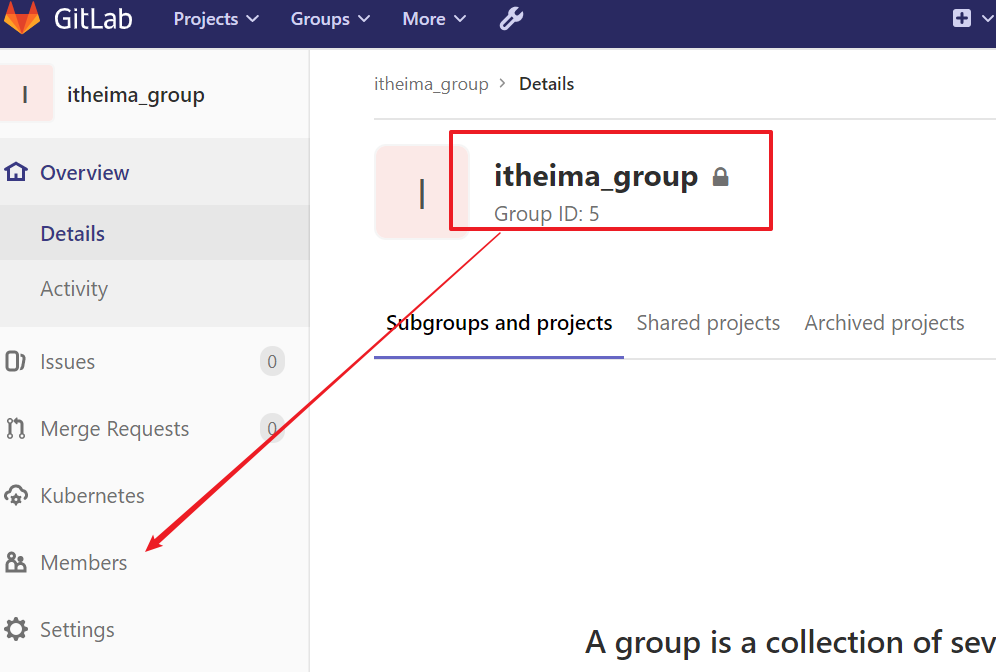 GitLab Projects Groups More
I itheima_group
Overview
Details
Activity
Issues 0
Merge Requests 0
Kubernetes
Members
Settings
itheima_group > Details
I
itheima_group
Group ID: 5
Subgroups and projects Shared projects Archived projects
A group is a collection of sev